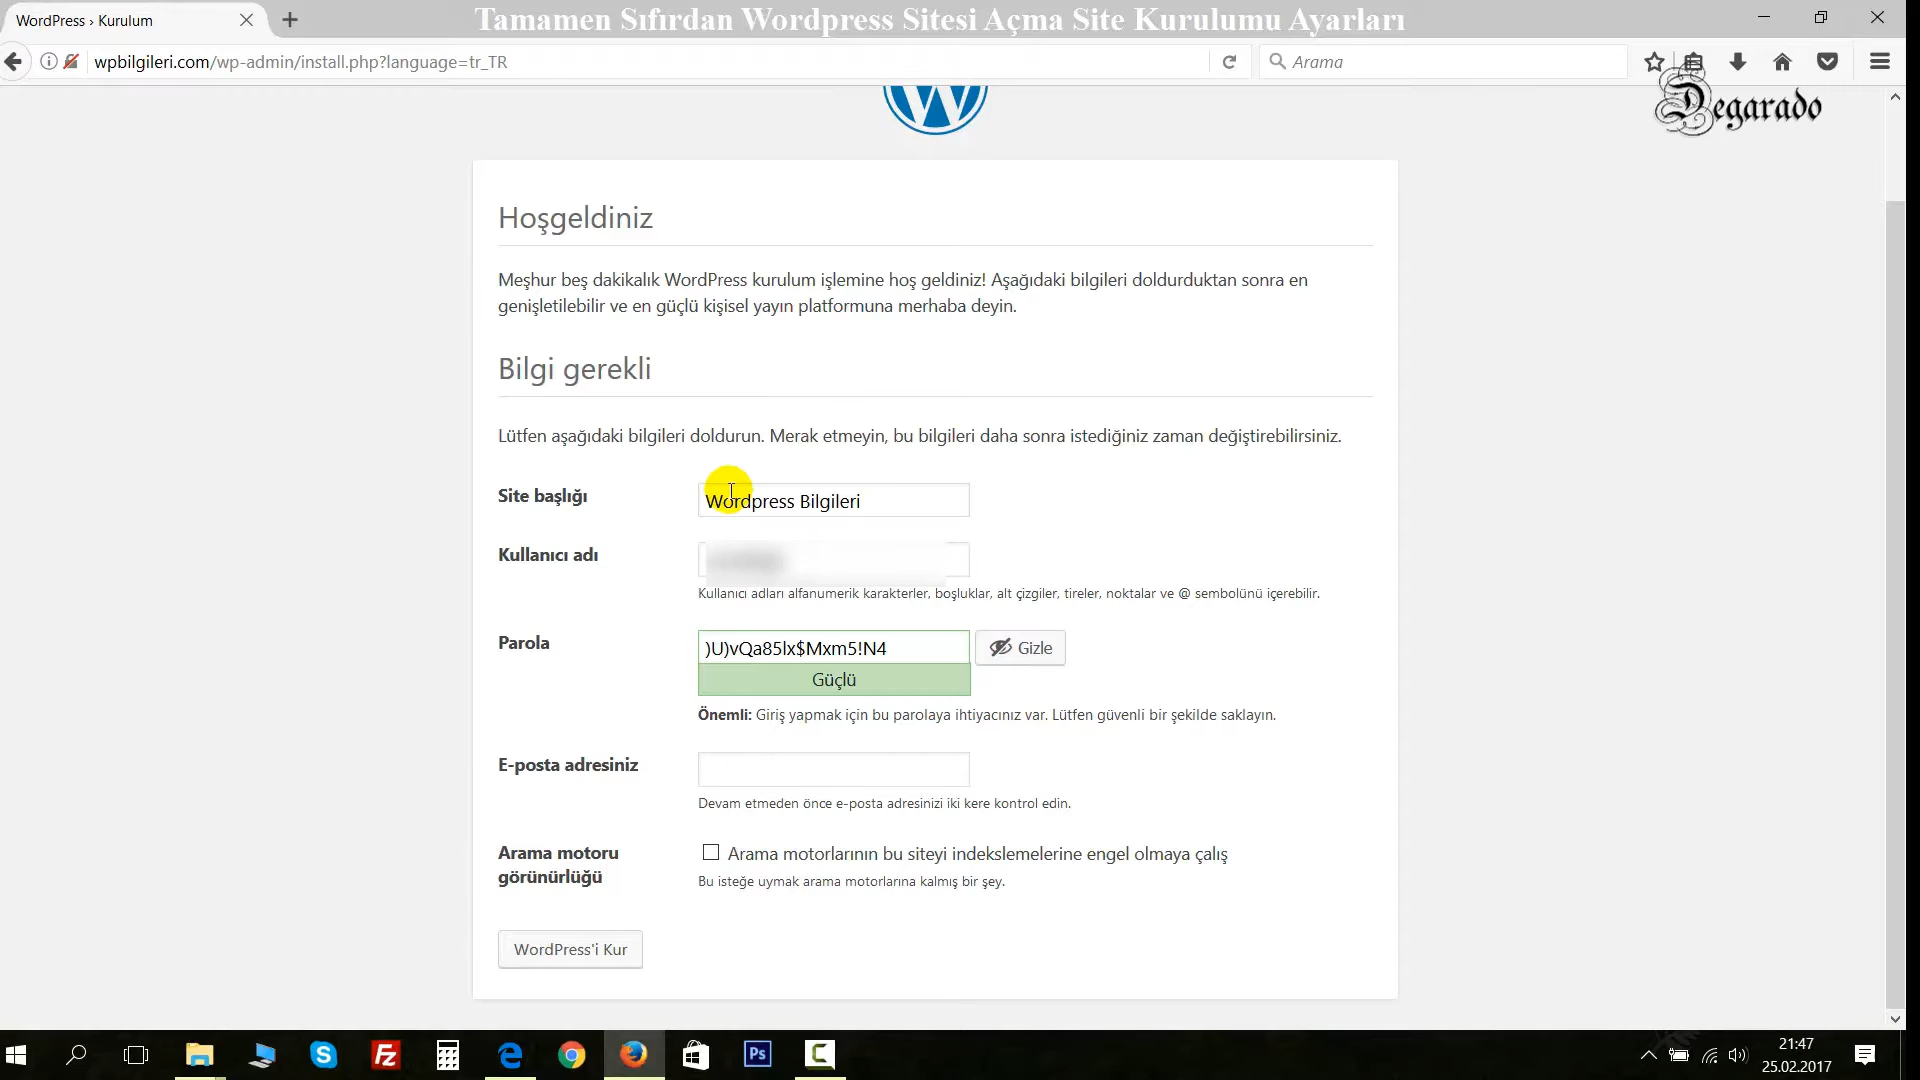 WordPress › Kurulum
Tamamen Sıfırdan Wordpress Sitesi Açma Site Kurulumu Ayarları
wpbilgileri.com/wp-admin/install.php?language=tr_TR
Arama
Degarado
Hoşgeldiniz
Meşhur beş dakikalık WordPress kurulum işlemine hoş geldiniz! Aşağıdaki bilgileri doldurduktan sonra en
genişletilebilir ve en güçlü kişisel yayın platformuna merhaba deyin.
Bilgi gerekli
Lütfen aşağıdaki bilgileri doldurun. Merak etmeyin, bu bilgileri daha sonra istediğiniz zaman değiştirebilirsiniz.
Site başlığı
Wordpress Bilgileri
Kullanıcı adı
Kullanıcı adları alfanumerik karakterler, boşluklar, alt çizgiler, tireler, noktalar ve @ sembolünü içerebilir.
Parola
)U)vQa85lx$Mxm5!N4
Gizle
Güçlü
Önemli: Giriş yapmak için bu parolaya ihtiyacınız var. Lütfen güvenli bir şekilde saklayın.
E-posta adresiniz
Devam etmeden önce e-posta adresinizi iki kere kontrol edin.
Arama motoru
görünürlüğü
Arama motorlarının bu siteyi indekslemelerine engel olmaya çalış
Bu isteğe uymak arama motorlarına kalmış bir şey.
WordPress'i Kur
Ps
21:47
25.02.2017